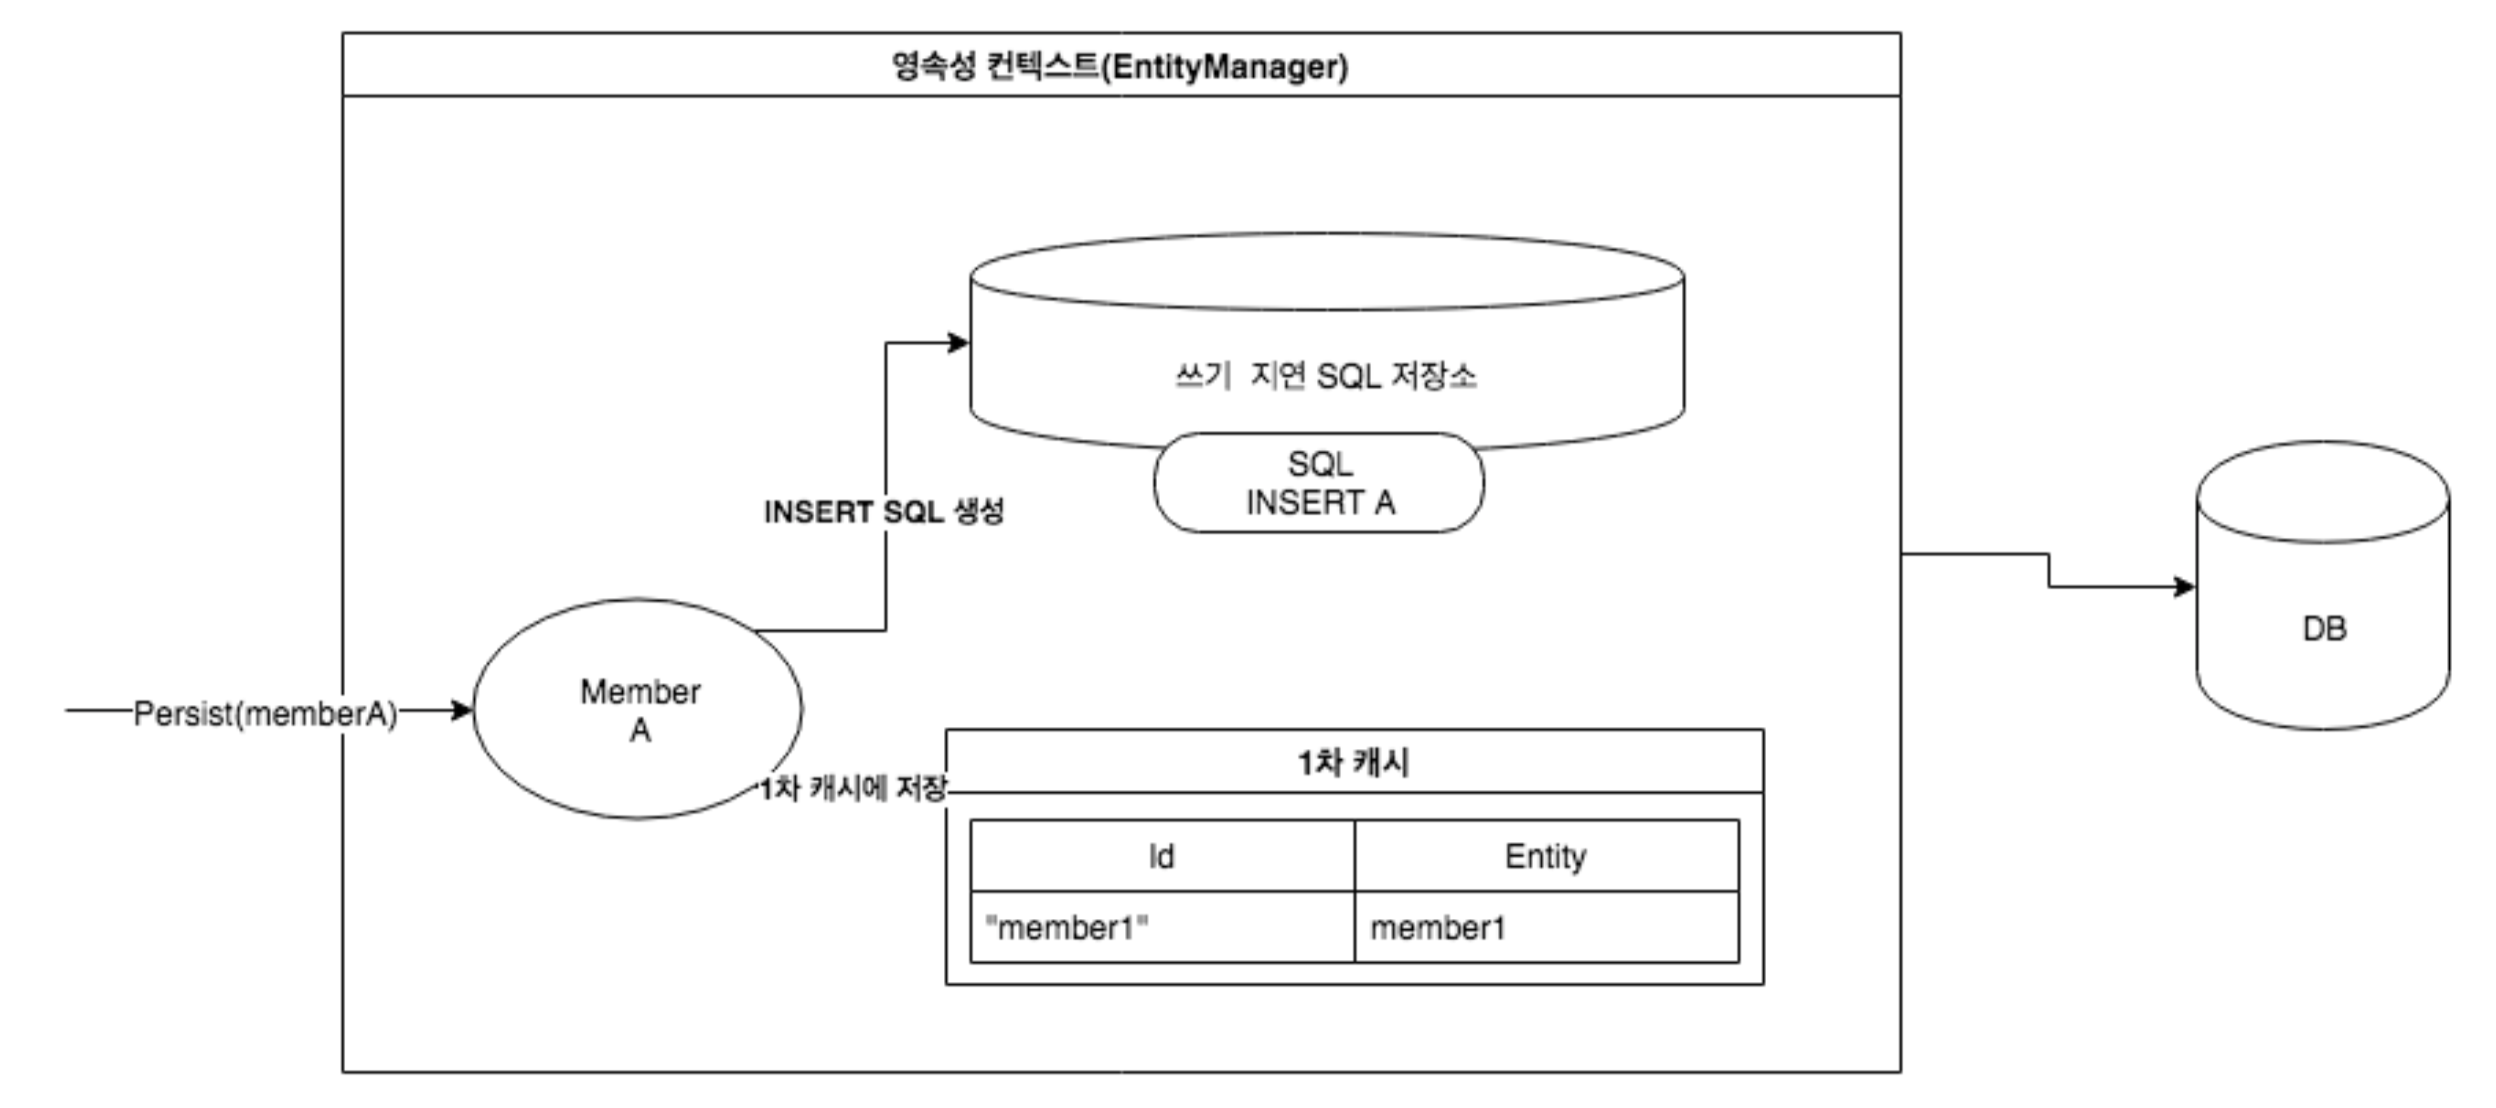 영속성 컨텍스트(EntityManager)
쓰기  지연 SQL 저장소
SQL
INSERT A
INSERT SQL 생성
DB
Member
A
Persist(memberA)
1차 캐시에 저장
1차 캐시
Id Entity
"member1" member1